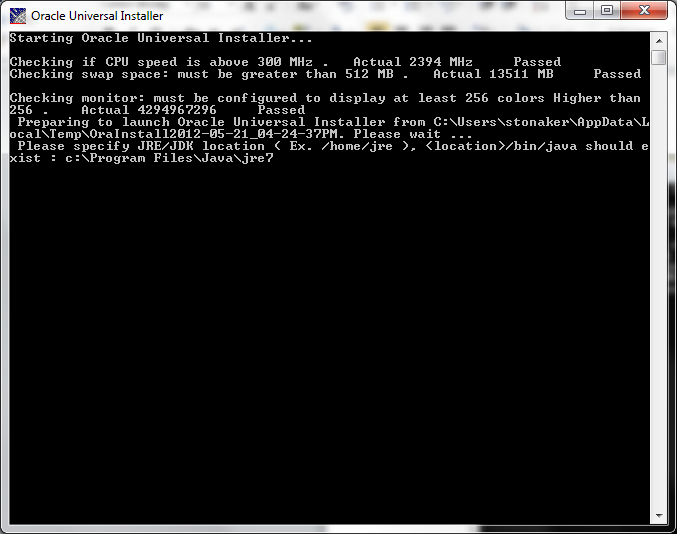 Oracle Universal Installer
Starting Oracle Universal Installer...
Checking if CPU speed is above 300 MHz .   Actual 2394 MHz     Passed
Checking swap space: must be greater than 512 MB .   Actual 13511 MB     Passed
Checking monitor: must be configured to display at least 256 colors Higher than
256 .    Actual 4294967296     Passed
 Preparing to launch Oracle Universal Installer from C:\Users\stonaker\AppData\L
ocal\Temp\OraInstall2012-05-21_04-24-37PM. Please wait ...
 Please specify JRE/JDK location ( Ex. /home/jre ), <location>/bin/java should e
xist : c:\Program Files\Java\jre7